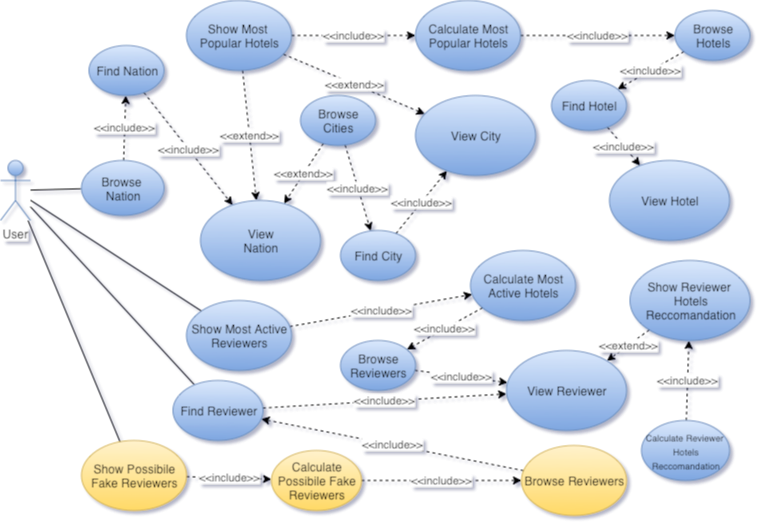 Show Most
Popular Hotels
<<include>>
Calculate Most
Popular Hotels
<<include>>
Browse
Hotels
Find Nation
<<include>>
<<extend>>
Find Hotel
<<include>>
Browse
Cities
View City
<<include>>
<<extend>>
<<include>>
<<include>>
Browse
Nation
<<extend>>
<<include>>
<<include>>
View Hotel
User
View
Nation
Find City
Show Most Active
Reviewers
<<include>>
Calculate Most
Active Hotels
<<include>>
Show Reviewer
Hotels
Reccomandation
<<extend>>
Browse
Reviewers
<<include>>
View Reviewer
<<include>>
Find Reviewer
<<include>>
<<include>>
Calculate Reviewer
Hotels
Reccomandation
Show Possibile
Fake Reviewers
<<include>>
Calculate
Possibile Fake
Reviewers
<<include>>
Browse Reviewers